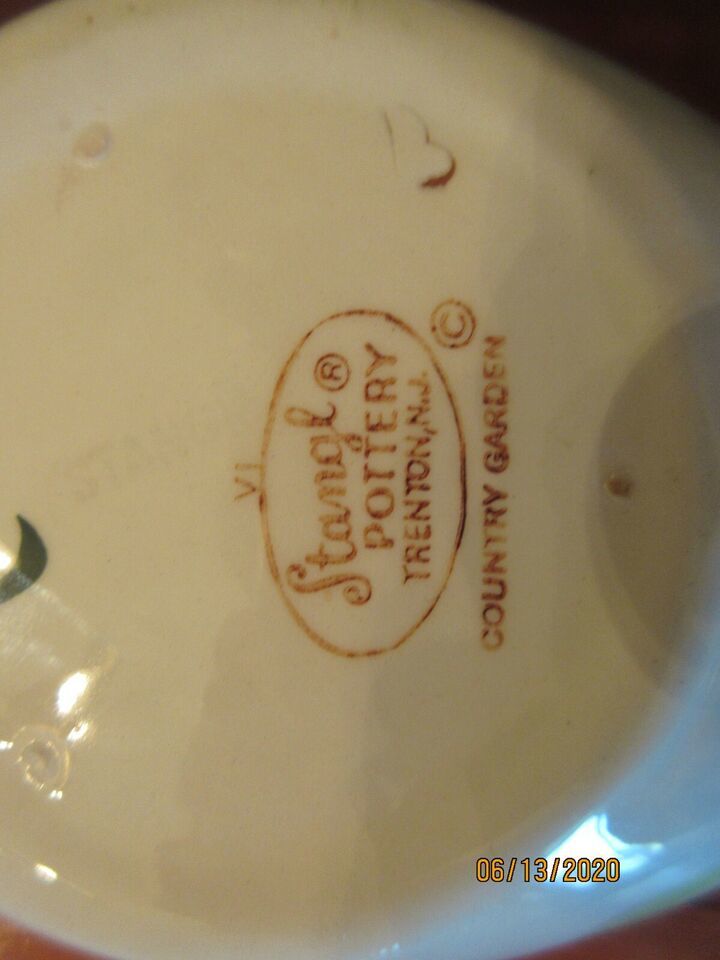 VI
Stangl ®
POTTERY
TRENTON, N.J.
©
COUNTRY GARDEN
06/13/2020